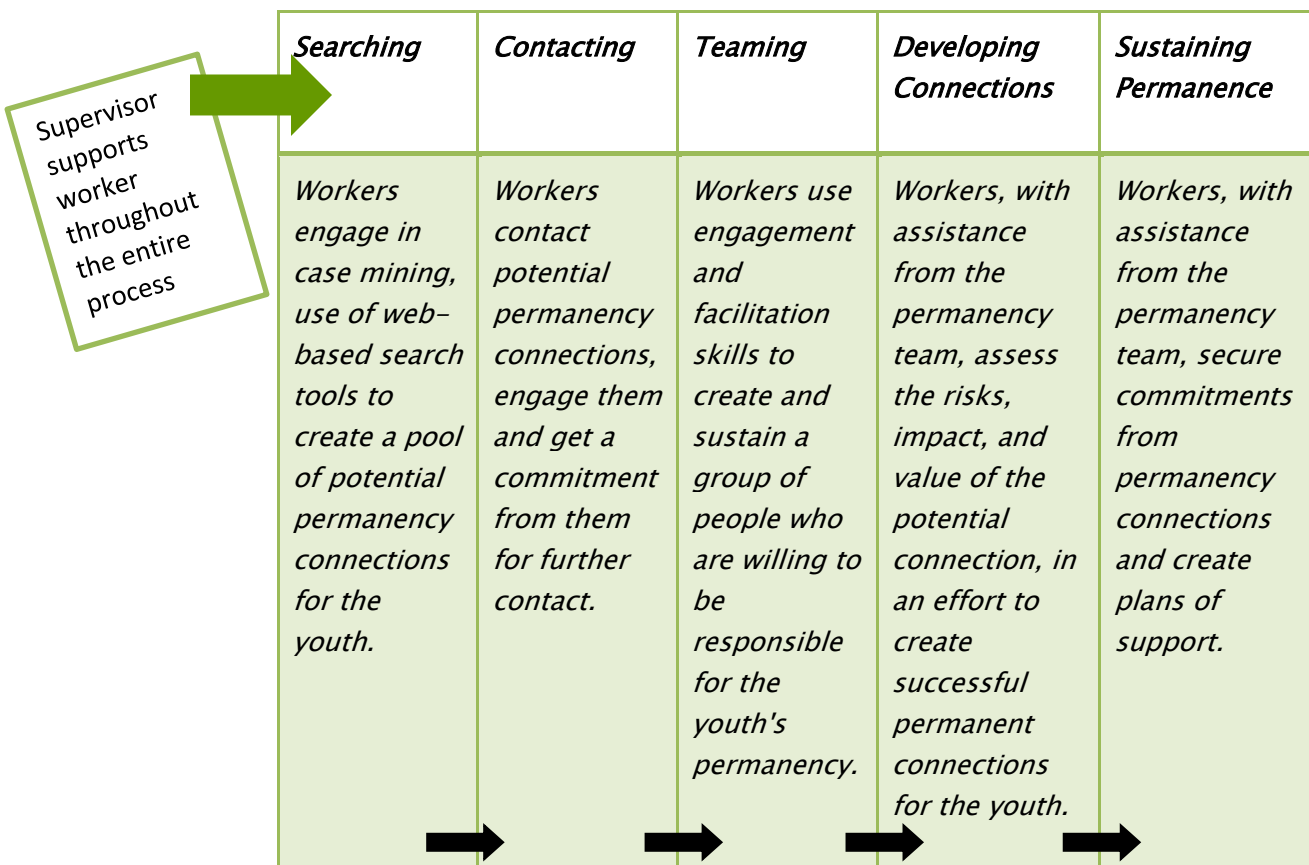 Supervisor
supports
worker
throughout
the entire
process
Searching
Contacting
Teaming
Developing
Connections
Sustaining
Permanence
Workers
engage in
case mining,
use of web-
based search
tools to
create a pool
of potential
permanency
connections
for the
youth.
Workers
contact
potential
permanency
connections,
engage them
and get a
commitment
from them
for further
contact.
Workers use
engagement
and
facilitation
skills to
create and
sustain a
group of
people who
are willing to
be
responsible
for the
youth's
permanency.
Workers, with
assistance
from the
permanency
team, assess
the risks,
impact, and
value of the
potential
connection, in
an effort to
create
successful
permanent
connections
for the youth.
Workers, with
assistance
from the
permanency
team, secure
commitments
from
permanency
connections
and create
plans of
support.